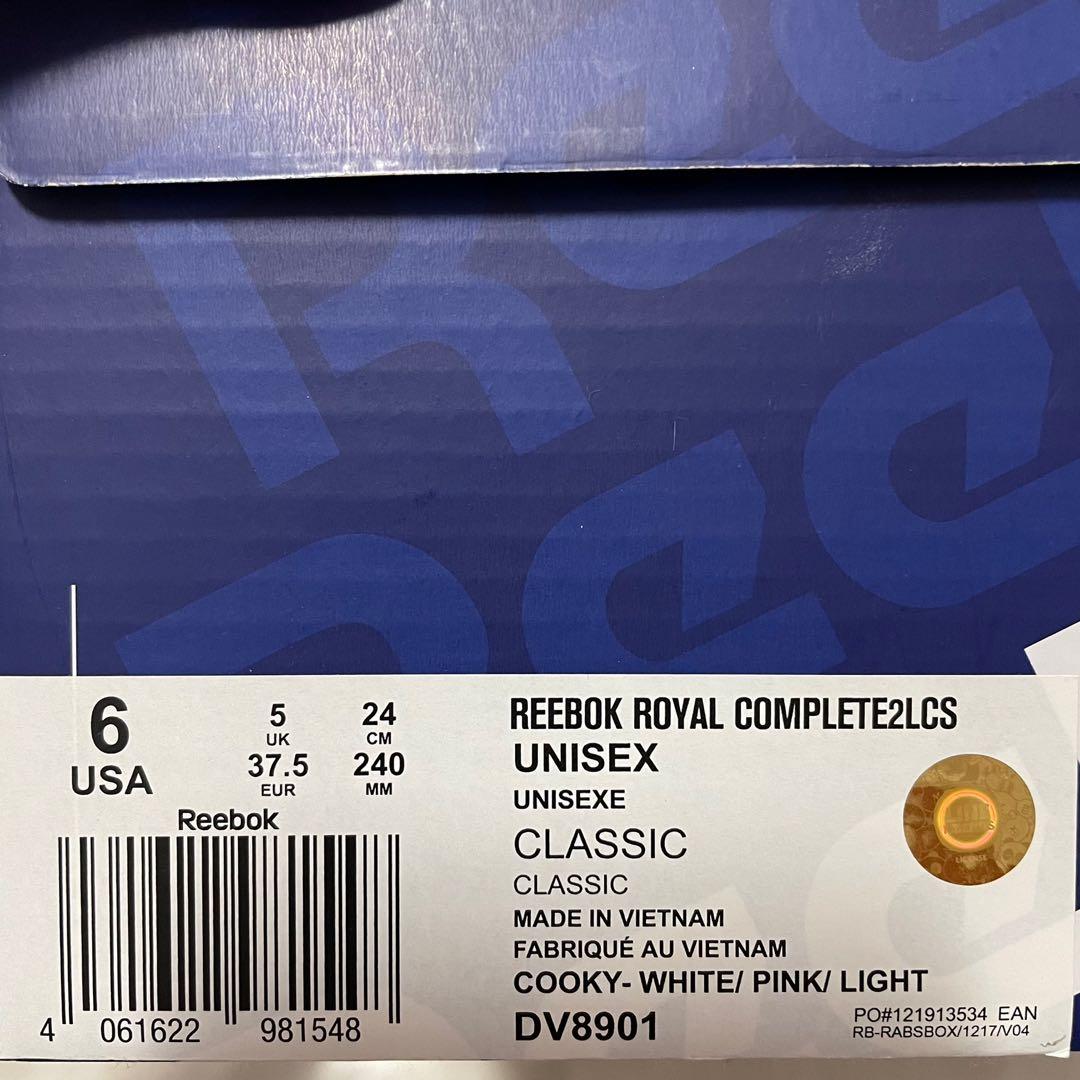 6
USA
5
UK
37.5
EUR
24
CM
240
MM
Reebok
4 061622 981548
REEBOK ROYAL COMPLETE2LCS
UNISEX
UNISEXE
CLASSIC
CLASSIC
MADE IN VIETNAM
FABRIQUÉ AU VIETNAM
COOKY- WHITE/ PINK/ LIGHT
DV8901
LICENSE
PO#121913534 EAN
RB-RABSBOX/1217/V04